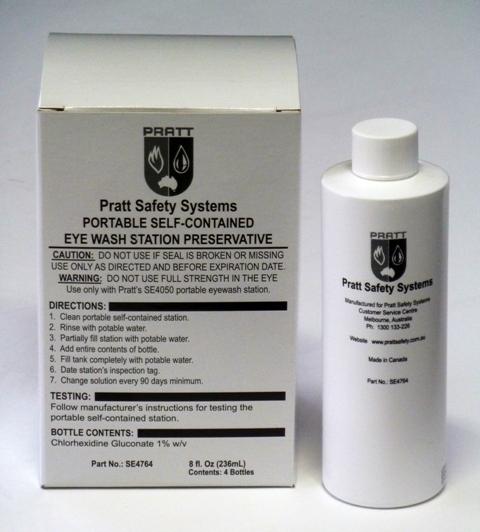 PRATT
Pratt Safety Systems
PORTABLE SELF-CONTAINED
EYE WASH STATION PRESERVATIVE
CAUTION: DO NOT USE IF SEAL IS BROKEN OR MISSING
USE ONLY AS DIRECTED AND BEFORE EXPIRATION DATE.
WARNING: DO NOT USE FULL STRENGTH IN THE EYE
Use only with Pratt's SE4050 portable eyewash station.
DIRECTIONS:
1. Clean portable self-contained station.
2. Rinse with potable water.
3. Partially fill station with potable water.
4. Add entire contents of bottle.
5. Fill tank completely with potable water.
6. Date station's inspection tag.
7. Change solution every 90 days minimum.
TESTING:
Follow manufacturer's instructions for testing the
portable self-contained station.
BOTTLE CONTENTS:
Chlorhexidine Gluconate 1% w/v
Part No.: SE4764
8 fl. Oz (236mL)
Contents: 4 Bottles
PRATT
Pratt Safety Systems
Manufactured for Pratt Safety Systems
Customer Service Centre
Melbourne, Australia
Ph: 1300 133-226
Website www.prattsafety.com.au
Made in Canada
Part No.: SE4764